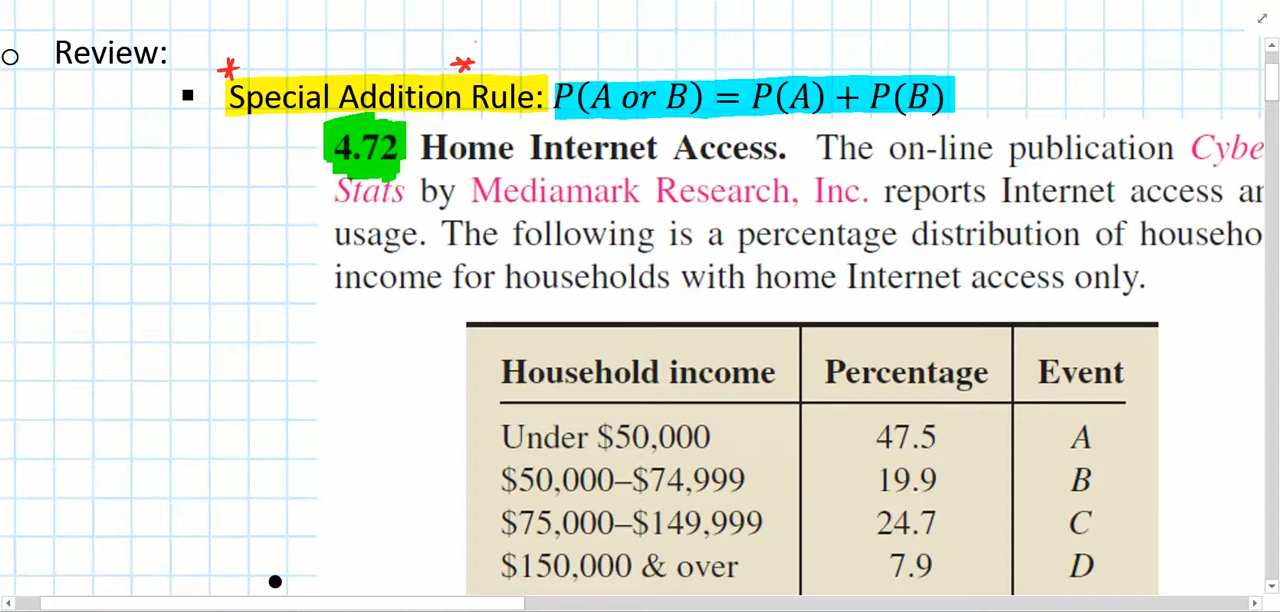 Review:
Special Addition Rule: P(A or B) = P(A) + P(B)
4.72 Home Internet Access. The on-line publication Cybe
Stats by Mediamark Research, Inc. reports Internet access an
usage. The following is a percentage distribution of househo
income for households with home Internet access only.
Household income Percentage Event
Under $50,000 47.5 A
$50,000–$74,999 19.9 B
$75,000–$149,999 24.7 C
$150,000 & over 7.9 D